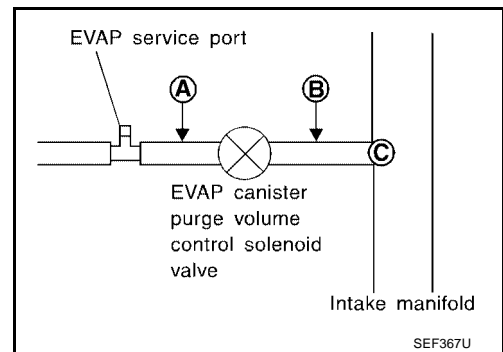 EVAP service port
A
B
C
EVAP canister
purge volume
control solenoid
valve
Intake manifold
SEF367U